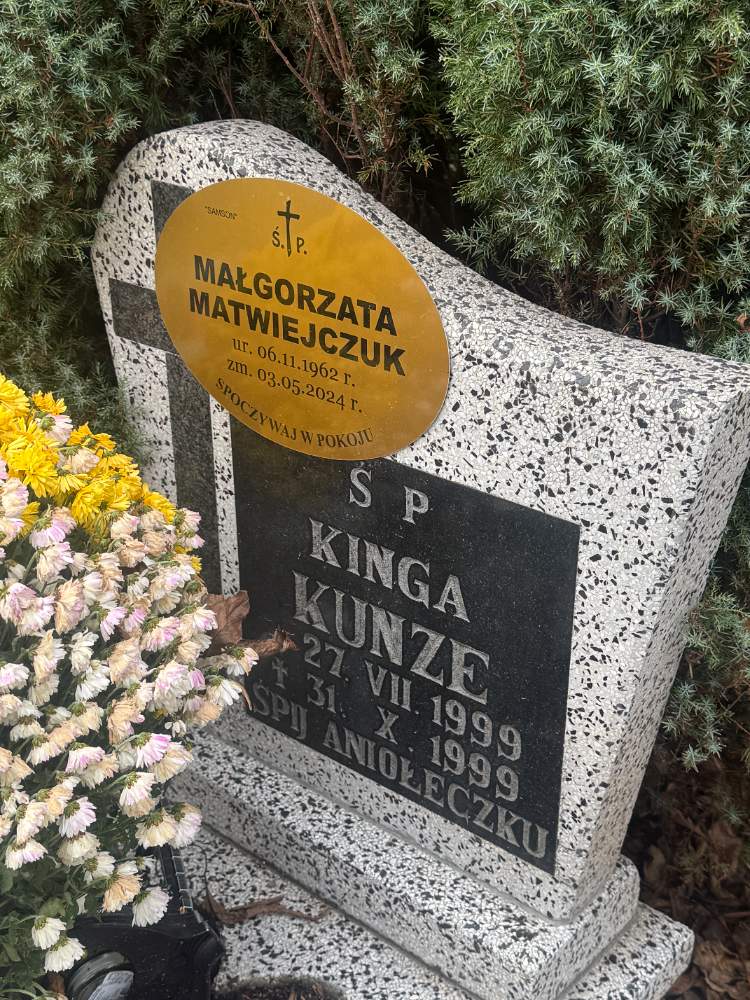 "SAMSON"
Ś. P.
MAŁGORZATA
MATWIEJCZUK
ur. 06.11.1962 r.
zm. 03.05.2024 r.
SPOCZYWAJ W POKOJU
Ś P
KINGA
KUNZE
27. VII 1999
31. X. 1999
ŚPIJ ANIOŁECZKU